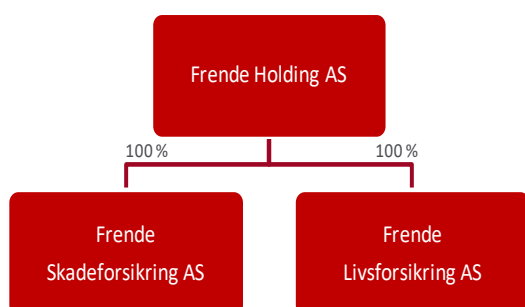 Frende Holding AS
100 %
100 %
Frende
Skadeforsikring AS
Frende
Livsforsikring AS